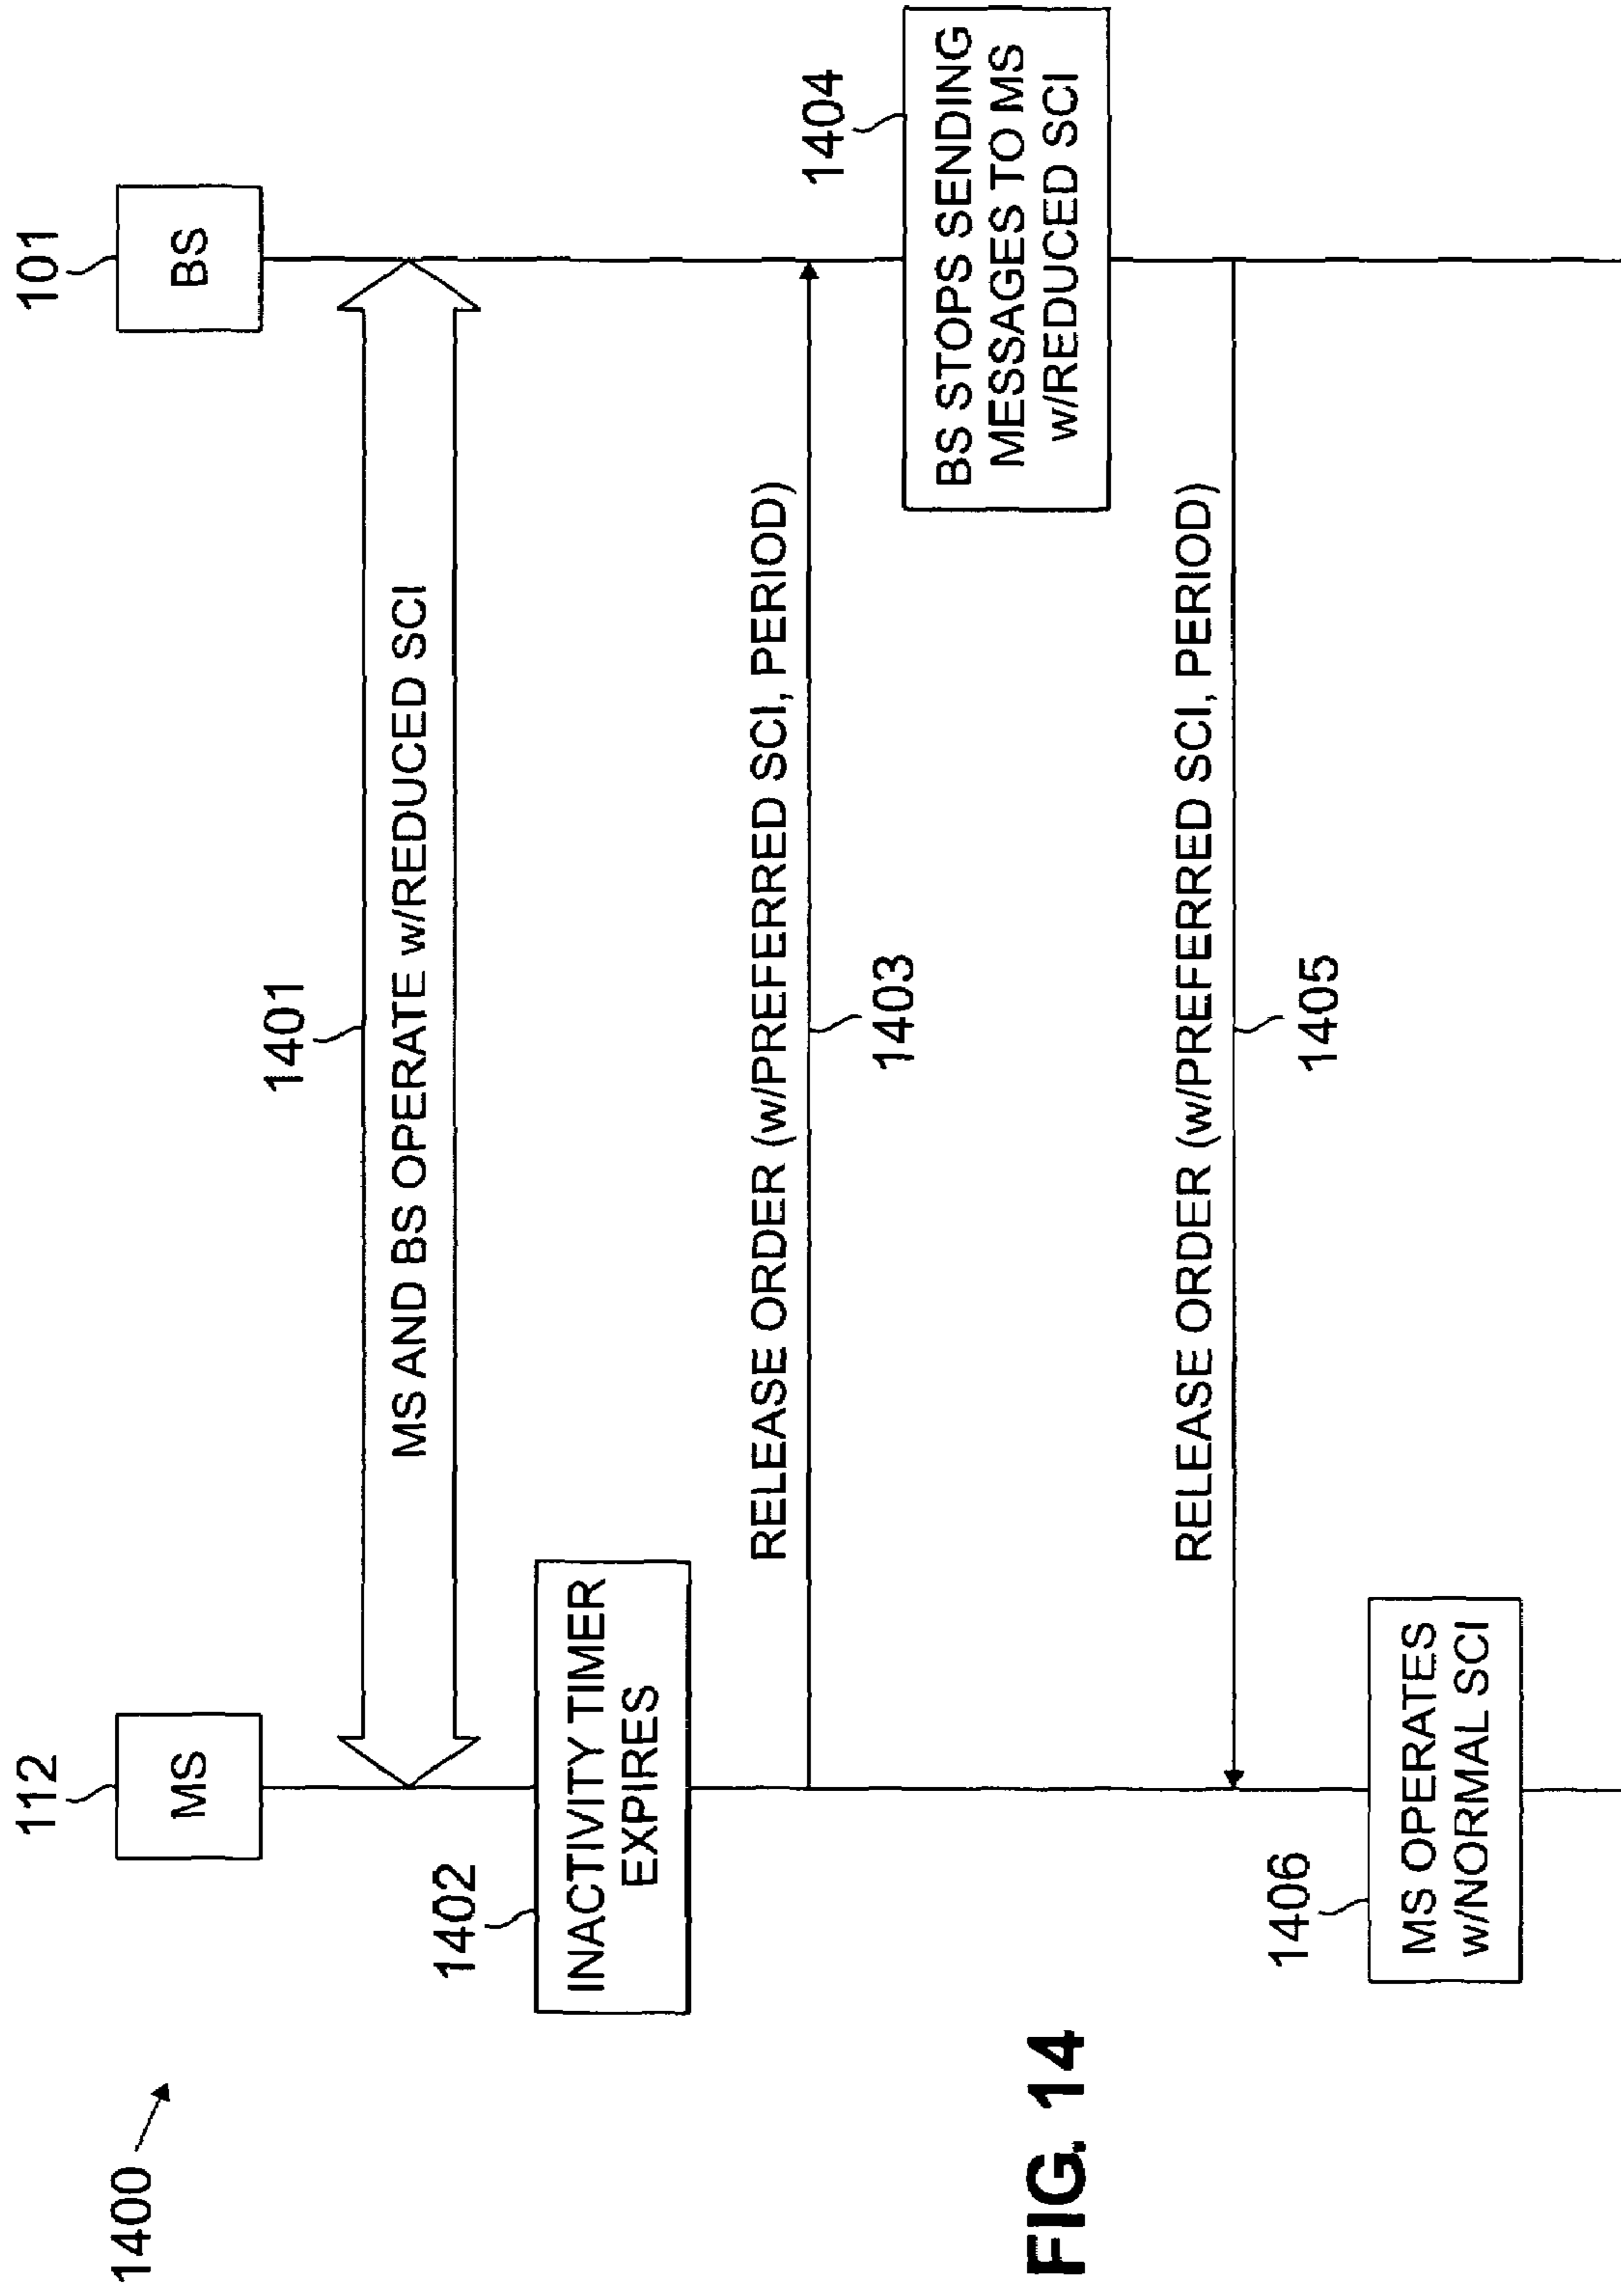 1400
112
MS
101
BS
1401
MS AND BS OPERATE w/REDUCED SCI
1402
INACTIVITY TIMER
EXPIRES
RELEASE ORDER (w/PREFERRED SCI, PERIOD)
1403
1404
BS STOPS SENDING
MESSAGES TO MS
w/REDUCED SCI
RELEASE ORDER (w/PREFERRED SCI, PERIOD)
1405
1406
MS OPERATES
w/NORMAL SCI
FIG. 14